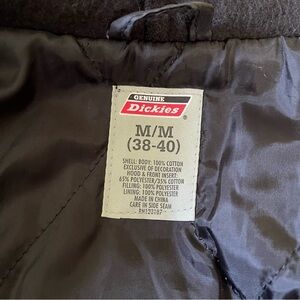 GENUINE
Dickies
M/M
(38-40)
SHELL: BODY: 100% COTTON
EXCLUSIVE OF DECORATION
HOOD & FRONT INSERT:
65% POLYESTER/35% COTTON
FILLING: 100% POLYESTER
LINING: 100% POLYESTER
MADE IN CHINA
CARE IN SIDE SEAM